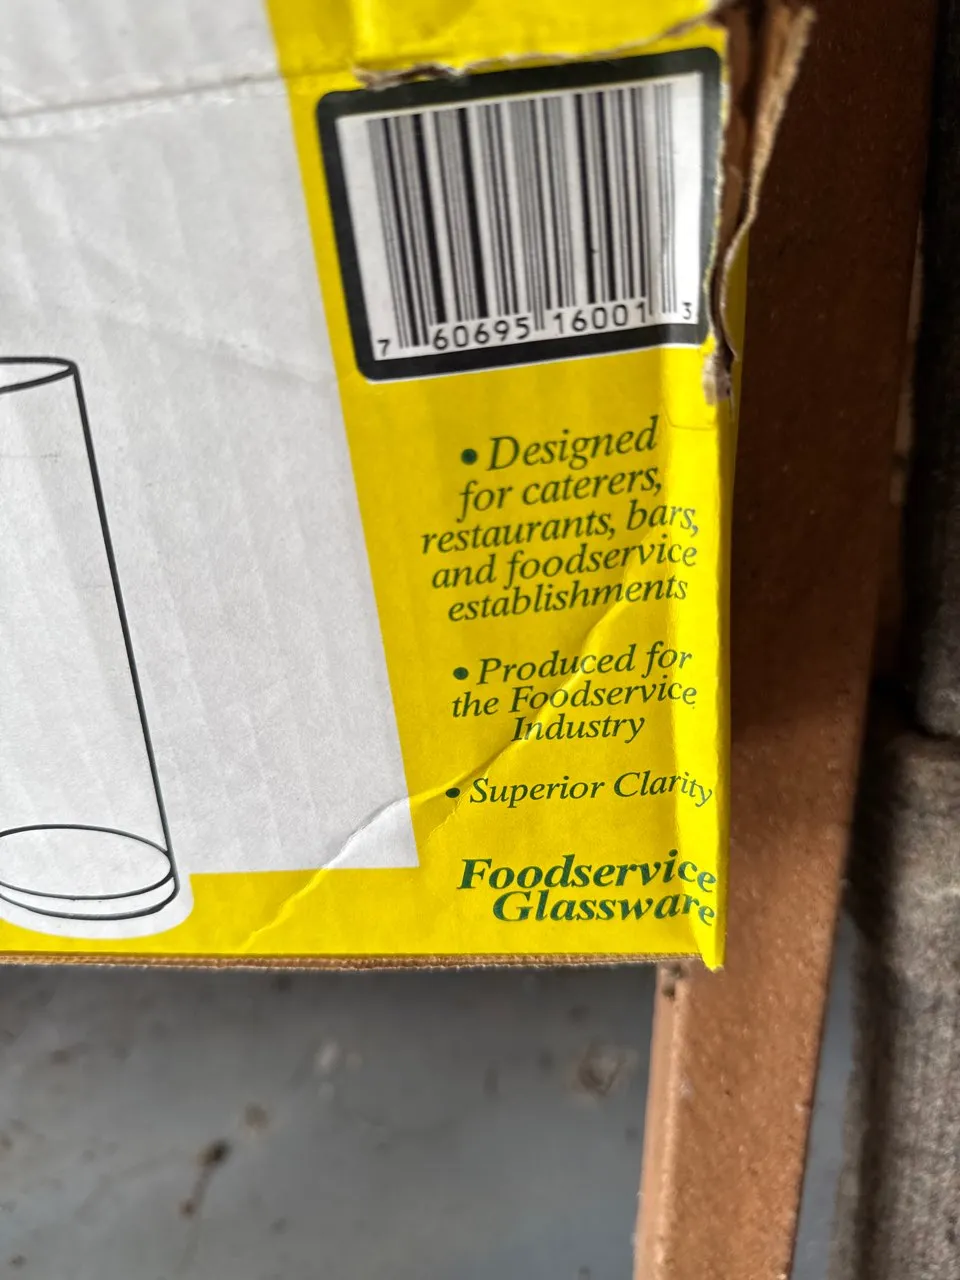 7 60695 16001 3
• Designed
for caterers,
restaurants, bars,
and foodservice
establishments
• Produced for
the Foodservice
Industry
• Superior Clarity
Foodservice
Glassware